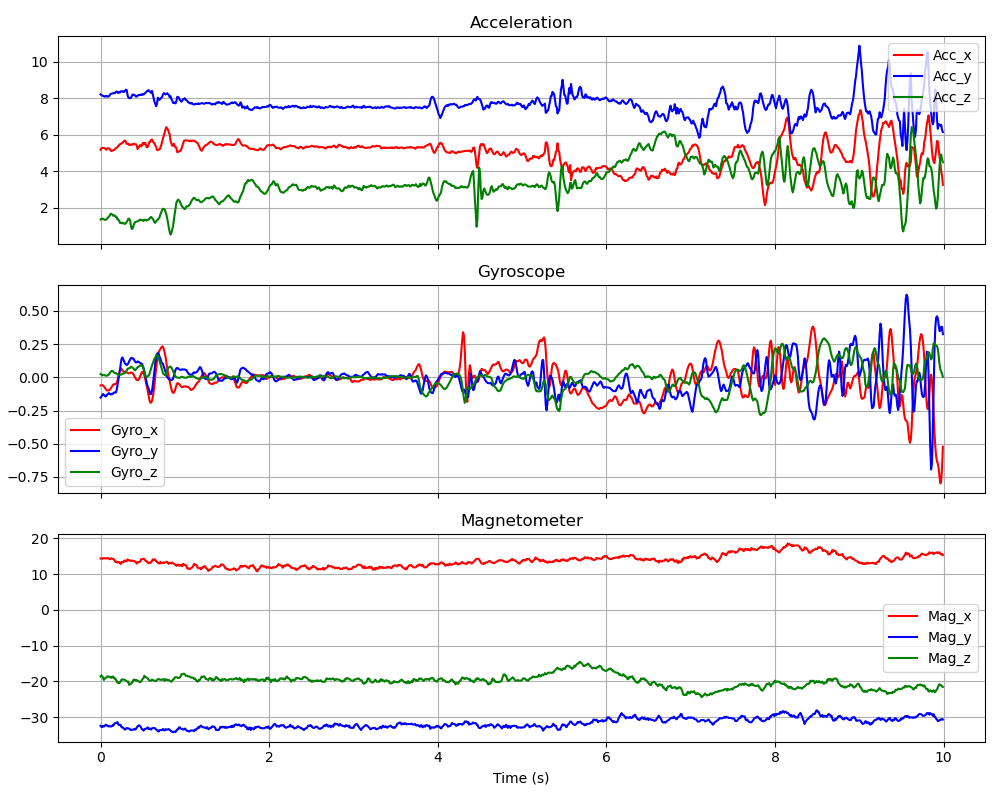 Acceleration
10
8
6
4
2
Acc_x
Acc_y
Acc_z
Gyroscope
0.50
0.25
0.00
−0.25
−0.50
−0.75
Gyro_x
Gyro_y
Gyro_z
Magnetometer
20
10
0
−10
−20
−30
Mag_x
Mag_y
Mag_z
0 2 4 6 8 10
Time (s)